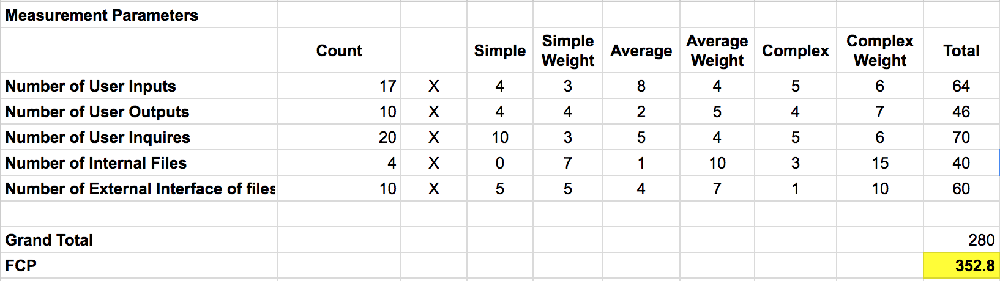 Measurement Parameters
Count Simple Simple Weight Average Average Weight Complex Complex Weight Total
Number of User Inputs 17 X 4 3 8 4 5 6 64
Number of User Outputs 10 X 4 4 2 5 4 7 46
Number of User Inquires 20 X 10 3 5 4 5 6 70
Number of Internal Files 4 X 0 7 1 10 3 15 40
Number of External Interface of files 10 X 5 5 4 7 1 10 60
Grand Total 280
FCP 352.8